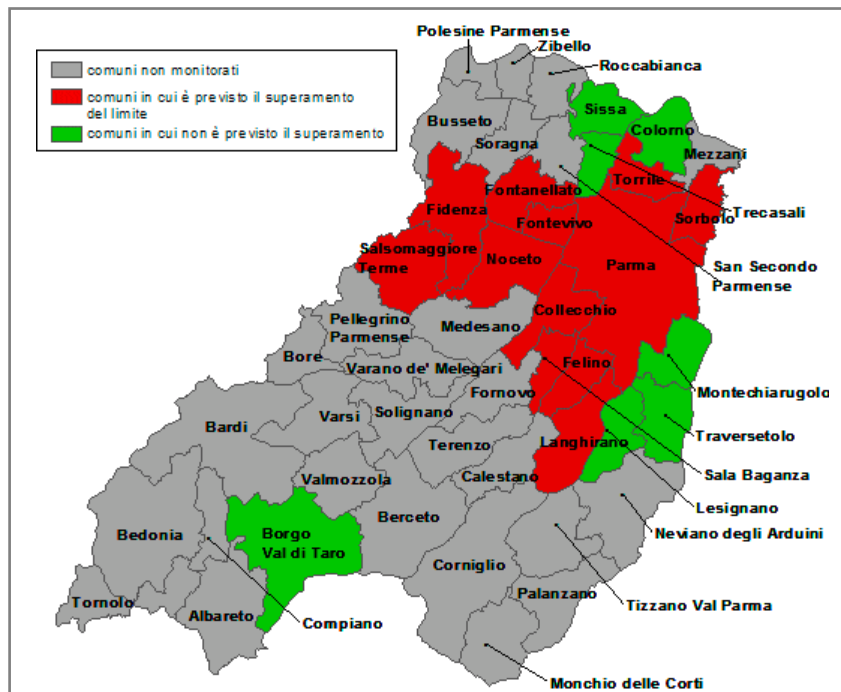 Polesine Parmense
Zibello
Roccabianca
comuni non monitorati
comuni in cui è previsto il superamento
del limite
comuni in cui non è previsto il superamento
Sissa
Colorno
Busseto
Soragna
Mezzani
Fontanellato
Torrile
Fidenza
Fontevivo
Sorbolo
Trecasali
Salsomaggiore
Terme
Noceto
Parma
San Secondo
Parmense
Collecchio
Pellegrino
Parmense
Medesano
Bore
Varano de' Melegari
Felino
Fornovo
Montechiarugolo
Solignano
Varsi
Bardi
Traversetolo
Terenzo
Langhirano
Sala Baganza
Valmozzola
Calestano
Lesignano
Berceto
Bedonia
Borgo
Val di Taro
Neviano degli Arduini
Corniglio
Palanzano
Tornolo
Albareto
Compiano
Tizzano Val Parma
Monchio delle Corti